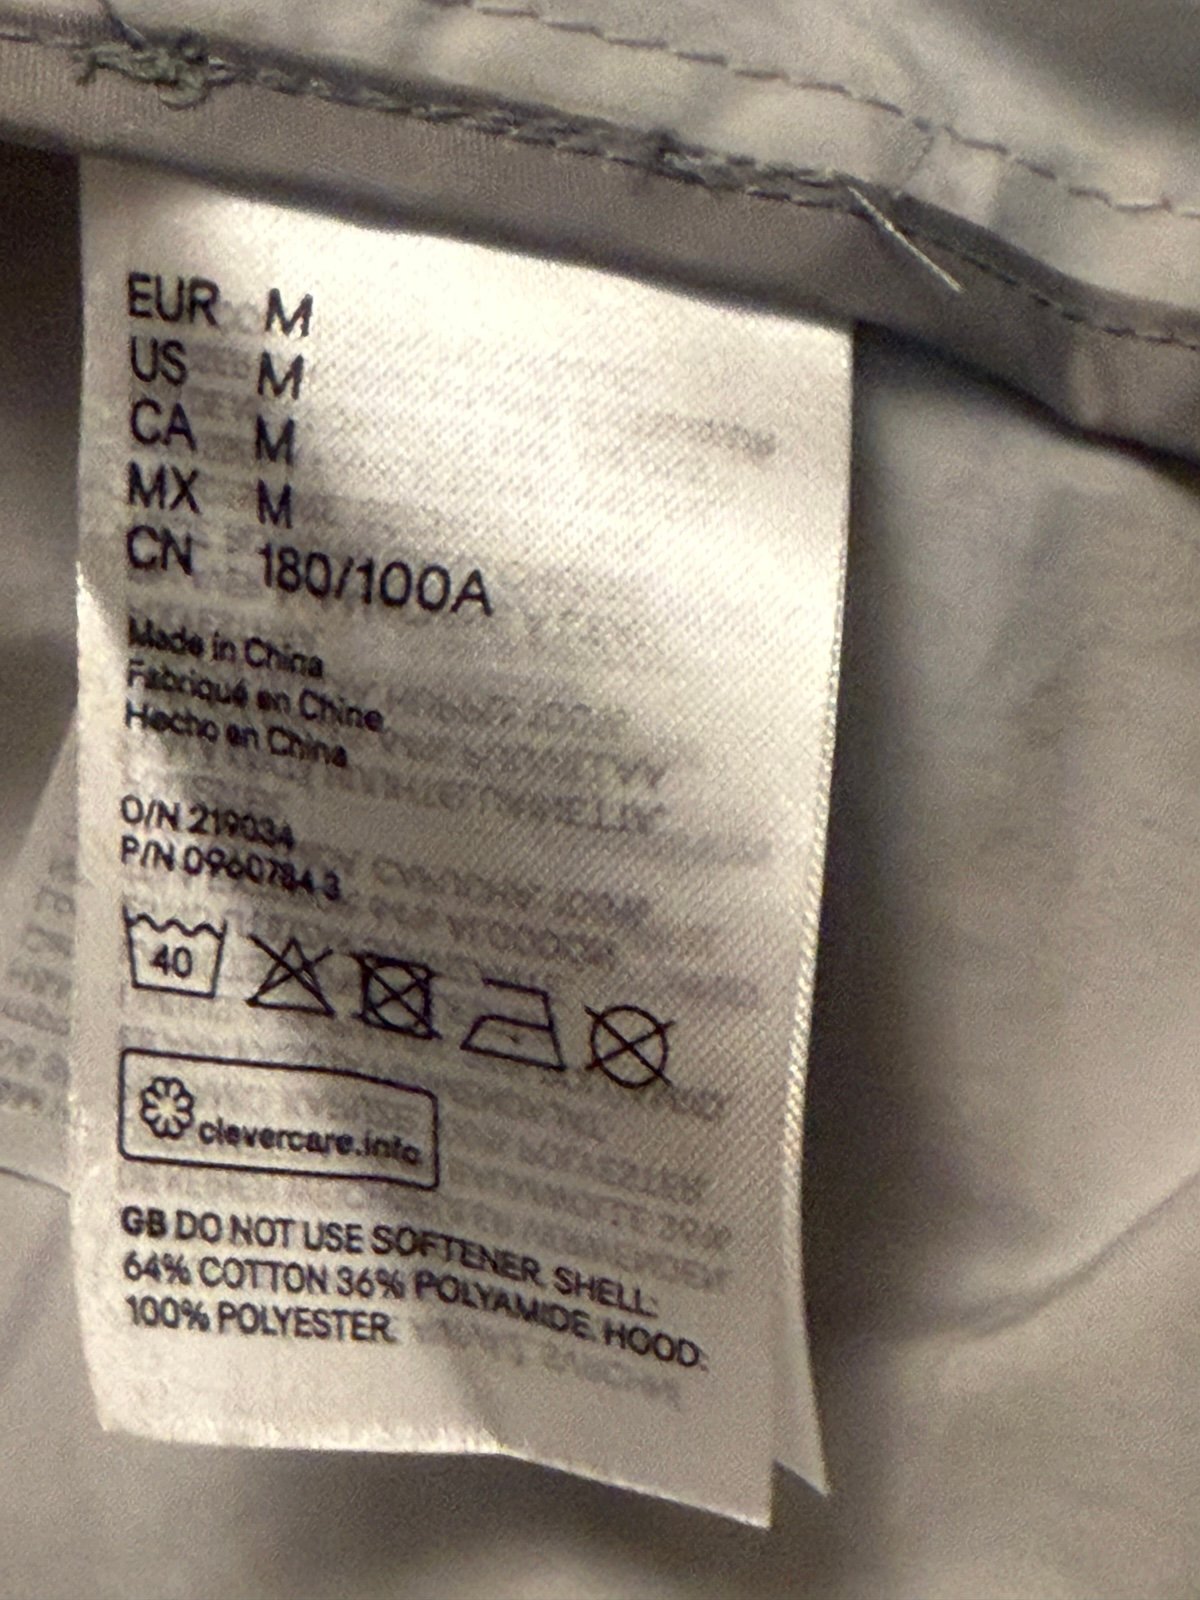 EUR M
US M
CA M
MX M
CN 180/100A
Made in China
Fabriqué en Chine
Hecho en China
O/N 219034
P/N 0960784-3
40
clevercare.info
GB DO NOT USE SOFTENER. SHELL:
64% COTTON 36% POLYAMIDE. HOOD:
100% POLYESTER.